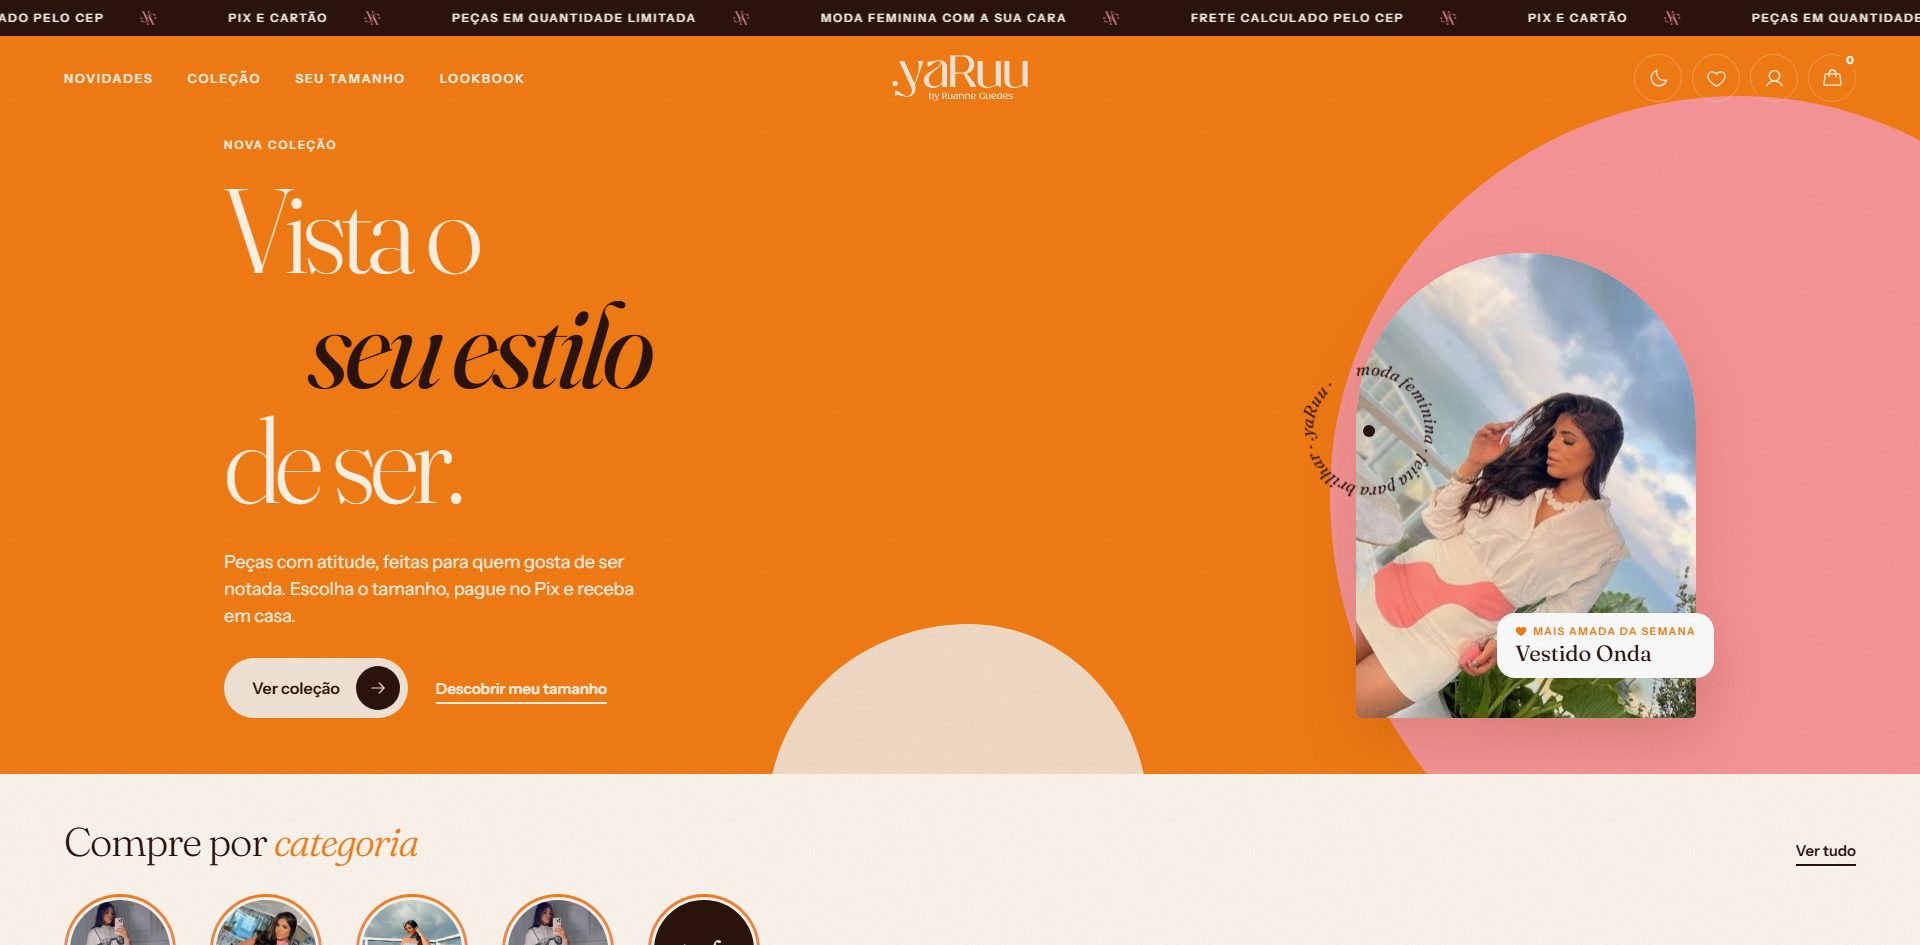 ADO PELO CEP PIX E CARTÃO PEÇAS EM QUANTIDADE LIMITADA MODA FEMININA COM A SUA CARA FRETE CALCULADO PELO CEP PIX E CARTÃO PEÇAS EM QUANTIDADE
NOVIDADES COLEÇÃO SEU TAMANHO LOOKBOOK
.yaRuu
by Ruanne Guedes
0
NOVA COLEÇÃO
Vista o
seu estilo
de ser.
Peças com atitude, feitas para quem gosta de ser
notada. Escolha o tamanho, pague no Pix e receba
em casa.
Ver coleção
Descobrir meu tamanho
moda feminina · feita para brilhar · .yaRuu ·
MAIS AMADA DA SEMANA
Vestido Onda
Compre por categoria
Ver tudo